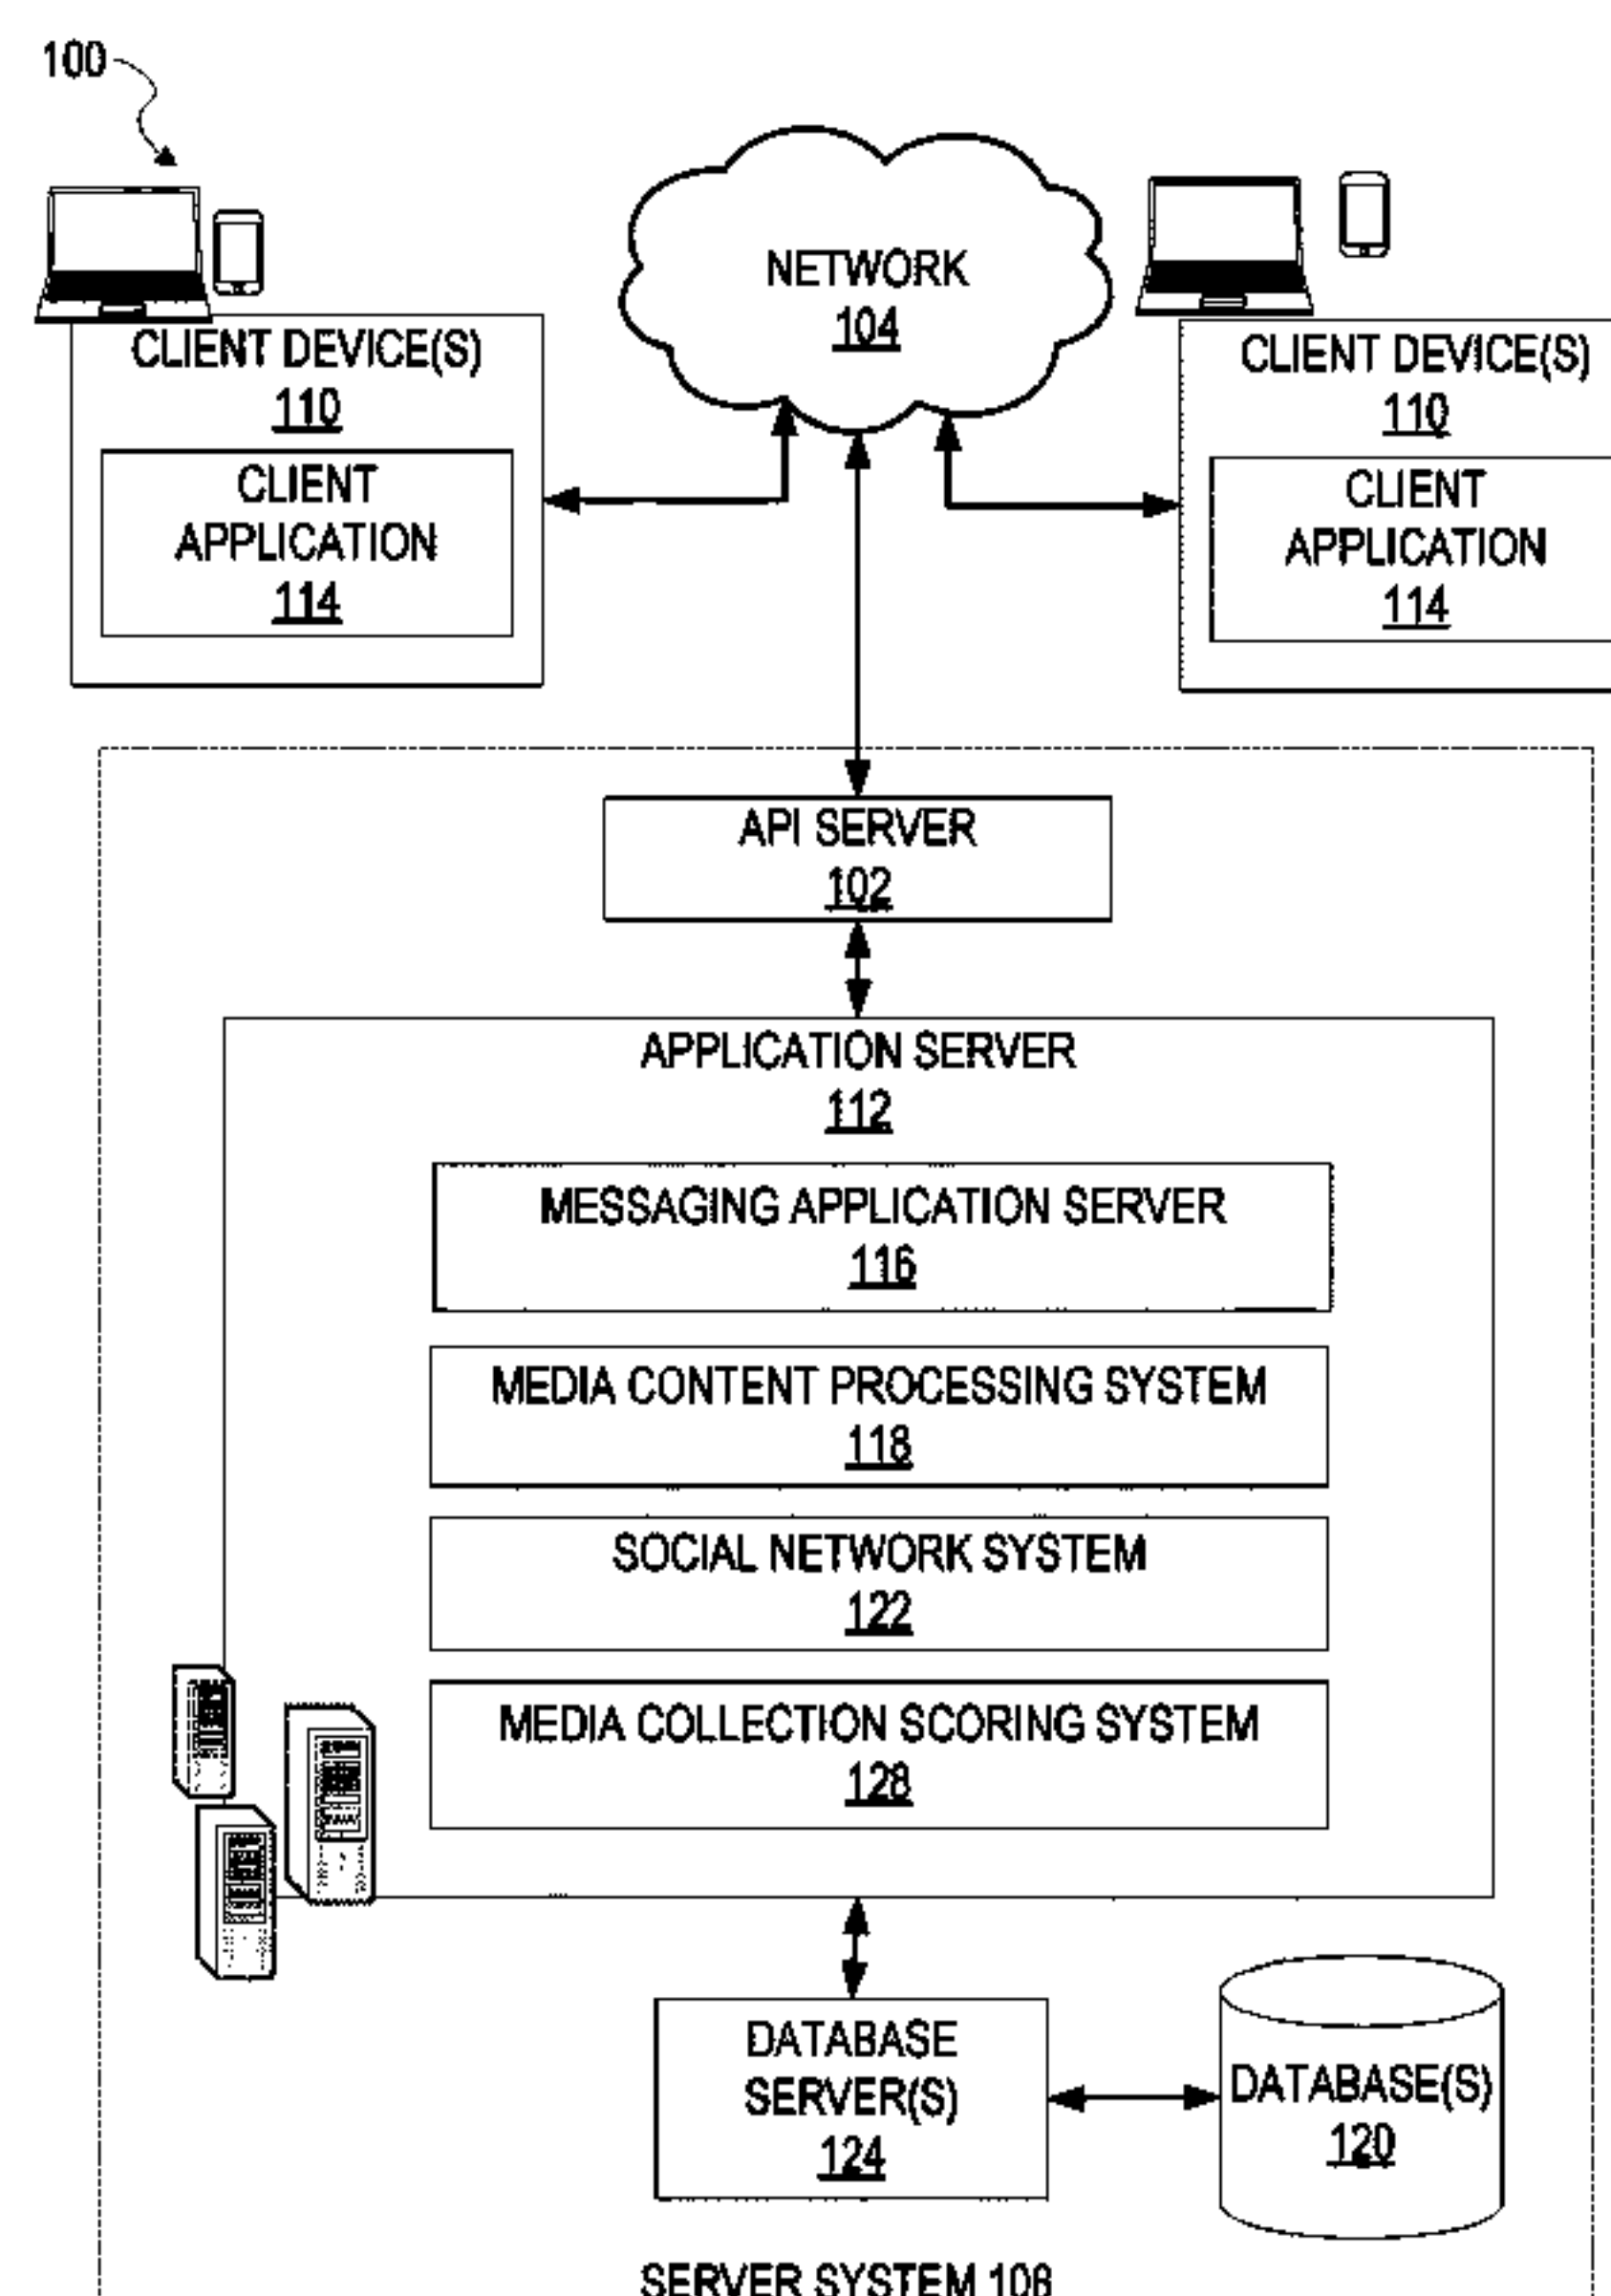 100
NETWORK
104
CLIENT DEVICE(S)
110
CLIENT
APPLICATION
114
CLIENT DEVICE(S)
110
CLIENT
APPLICATION
114
API SERVER
102
APPLICATION SERVER
112
MESSAGING APPLICATION SERVER
116
MEDIA CONTENT PROCESSING SYSTEM
118
SOCIAL NETWORK SYSTEM
122
MEDIA COLLECTION SCORING SYSTEM
128
DATABASE
SERVER(S)
124
DATABASE(S)
120
SERVER SYSTEM